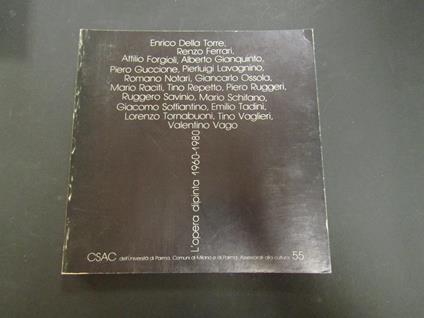 Enrico Della Torre,
Renzo Ferrari,
Attilio Forgioli, Alberto Gianquinto,
Piero Guccione, Pierluigi Lavagnino,
Romano Notari, Giancarlo Ossola,
Mario Raciti, Tino Repetto, Piero Ruggeri,
Ruggero Savinio, Mario Schifano,
Giacomo Soffiantino, Emilio Tadini,
Lorenzo Tornabuoni, Tino Vaglieri,
Valentino Vago
L'opera dipinta 1960-1980
CSAC dell'università di Parma, Comuni di Milano e di Parma, Assessorati alla cultura 55